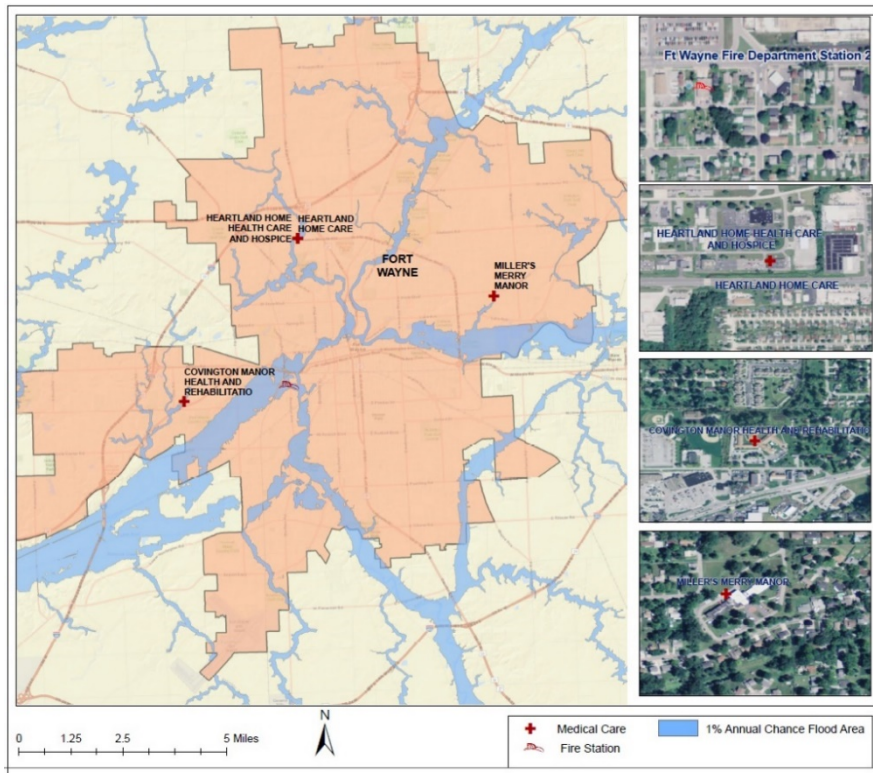 HEARTLAND HOME
HEALTH CARE
AND HOSPICE
HEARTLAND
HOME CARE
FORT
WAYNE
MILLER'S
MERRY
MANOR
COVINGTON MANOR
HEALTH AND
REHABILITATIO
Ft Wayne Fire Department Station 2
HEARTLAND HOME HEALTH CARE
AND HOSPICE
HEARTLAND HOME CARE
COVINGTON MANOR HEALTH AND REHABILITATIO
MILLER'S MERRY MANOR
0 1.25 2.5 5 Miles
N
Medical Care
Fire Station
1% Annual Chance Flood Area